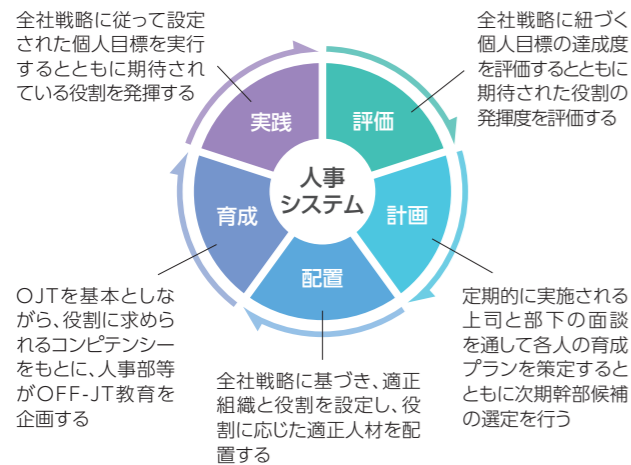 全社戦略に従って設定
された個人目標を実行
するとともに期待され
ている役割を発揮する
全社戦略に紐づく
個人目標の達成度
を評価するとともに
期待された役割の
発揮度を評価する
実践
評価
人事
システム
育成
計画
配置
OJTを基本としな
がら、役割に求めら
れるコンピテンシー
をもとに、人事部等
がOFF-JT教育を
企画する
全社戦略に基づき、適正
組織と役割を設定し、役
割に応じた適正人材を配
置する
定期的に実施される
上司と部下の面談
を通して各人の育成
プランを策定すると
ともに次期幹部候補
の選定を行う